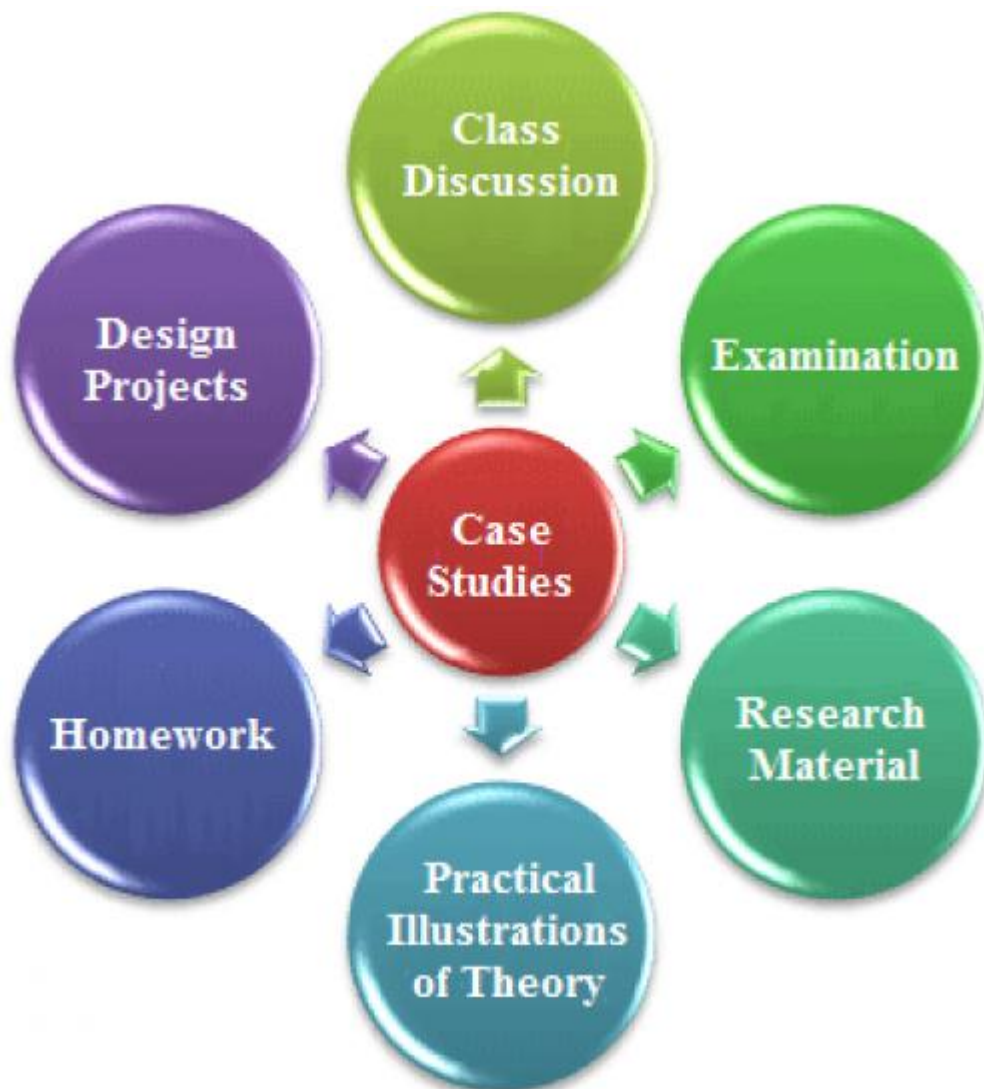 Class
Discussion
Design
Projects
Examination
Case
Studies
Homework
Research
Material
Practical
Illustrations
of Theory